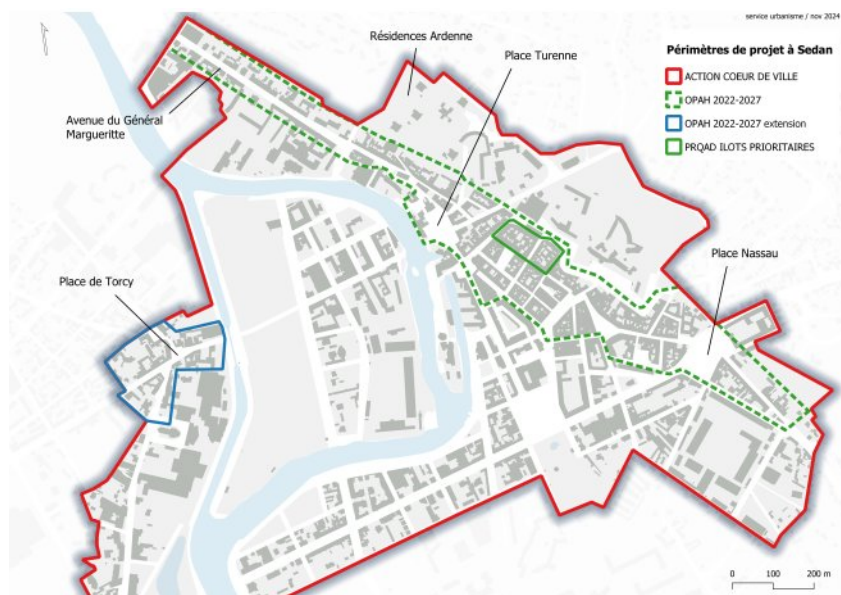 service urbanisme / nov 2024
Périmètres de projet à Sedan
ACTION COEUR DE VILLE
OPAH 2022-2027
OPAH 2022-2027 extension
PRQAD ILOTS PRIORITAIRES
Résidences Ardenne
Place Turenne
Avenue du Général
Margueritte
Place Nassau
Place de Torcy
0 100 200 m